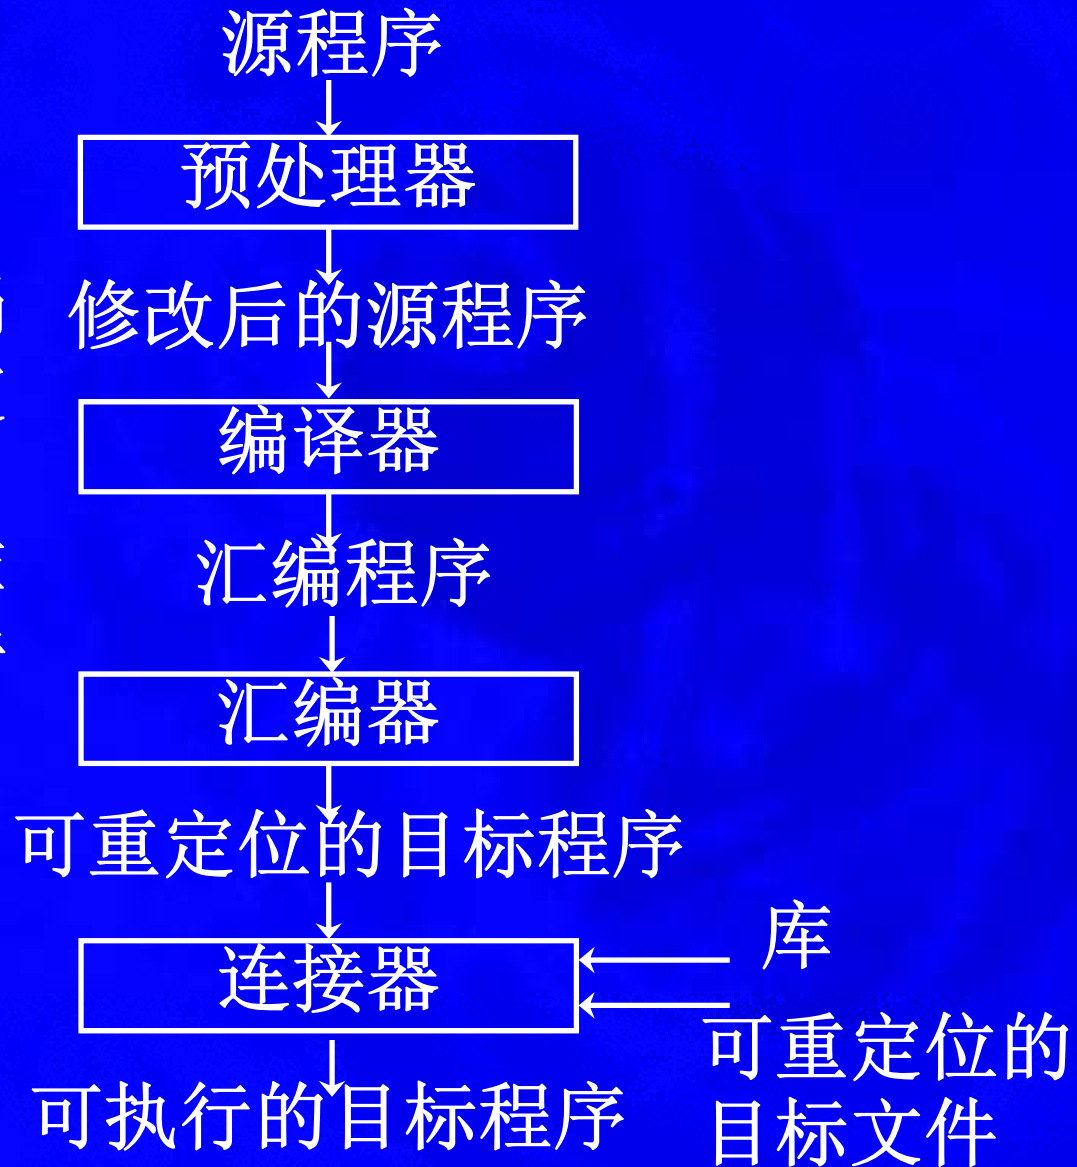 源程序
预处理器
修改后的源程序
编译器
汇编程序
汇编器
可重定位的目标程序
库
连接器
可重定位的
目标文件
可执行的目标程序